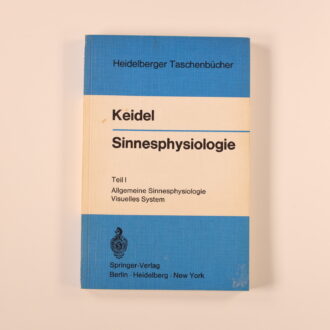 Heidelberger Taschenbücher
Keidel
Sinnesphysiologie
Teil I
Allgemeine Sinnesphysiologie
Visuelles System
Springer-Verlag
Berlin · Heidelberg · New York